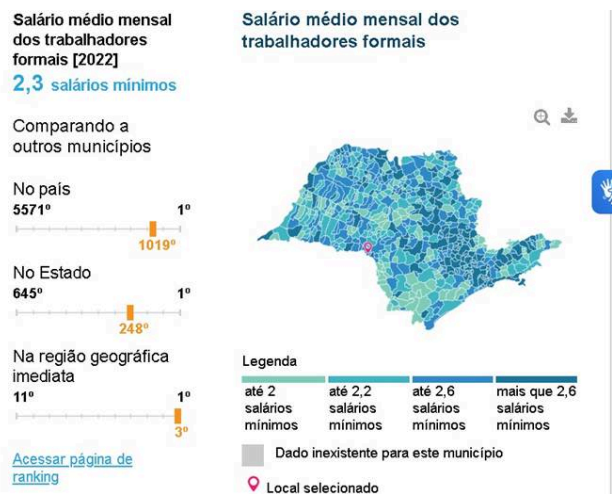 Salário médio mensal
dos trabalhadores
formais [2022]
2,3 salários mínimos
Comparando a
outros municípios
No país
5571º 1º
1019º
No Estado
645º 1º
248º
Na região geográfica
imediata
11º 1º
3º
Acessar página de
ranking
Salário médio mensal dos
trabalhadores formais
Legenda
até 2
salários
mínimos
até 2,2
salários
mínimos
até 2,6
salários
mínimos
mais que 2,6
salários
mínimos
Dado inexistente para este município
Local selecionado